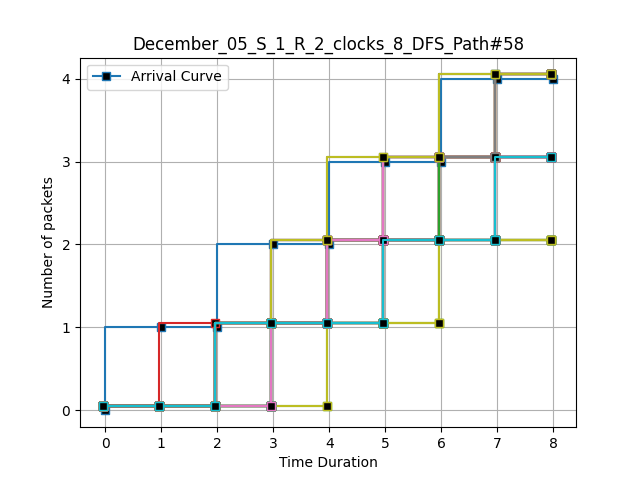 December_05_S_1_R_2_clocks_8_DFS_Path#58
Arrival Curve
Number of packets
4
3
2
1
0
0 1 2 3 4 5 6 7 8
Time Duration